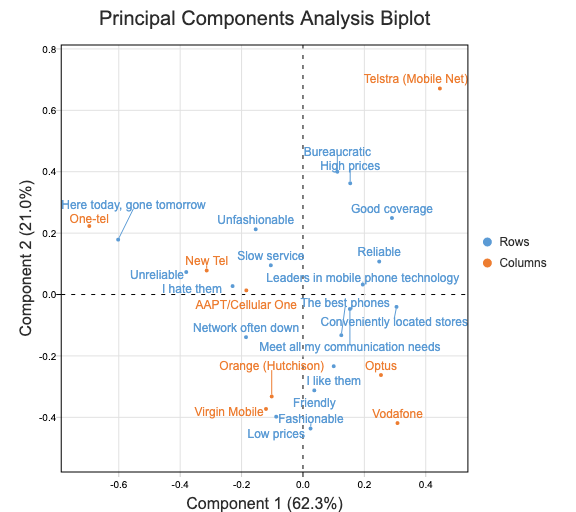 Principal Components Analysis Biplot
0.8
Telstra (Mobile Net)
0.6
Bureaucratic
High prices
0.4
Here today, gone tomorrow
Good coverage
One-tel
Unfashionable
0.2
Slow service
Reliable
New Tel
Unreliable
Leaders in mobile phone technology
I hate them
0.0
AAPT/Cellular One
The best phones
Conveniently located stores
Network often down
Meet all my communication needs
-0.2
Orange (Hutchison)
Optus
I like them
Friendly
Virgin Mobile
Vodafone
-0.4
Fashionable
Low prices
-0.6
-0.4
-0.2
0.0
0.2
0.4
Component 1 (62.3%)
Component 2 (21.0%)
Rows
Columns